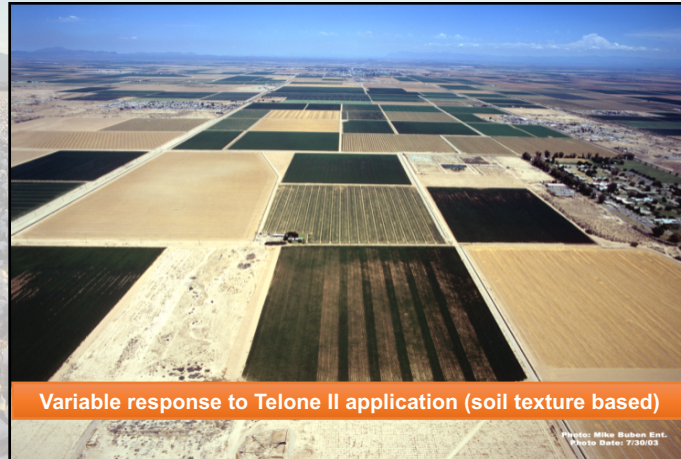 Variable response to Telone II application (soil texture based)
Photo: Mike Buben Ent.
Photo Date: 7/30/03